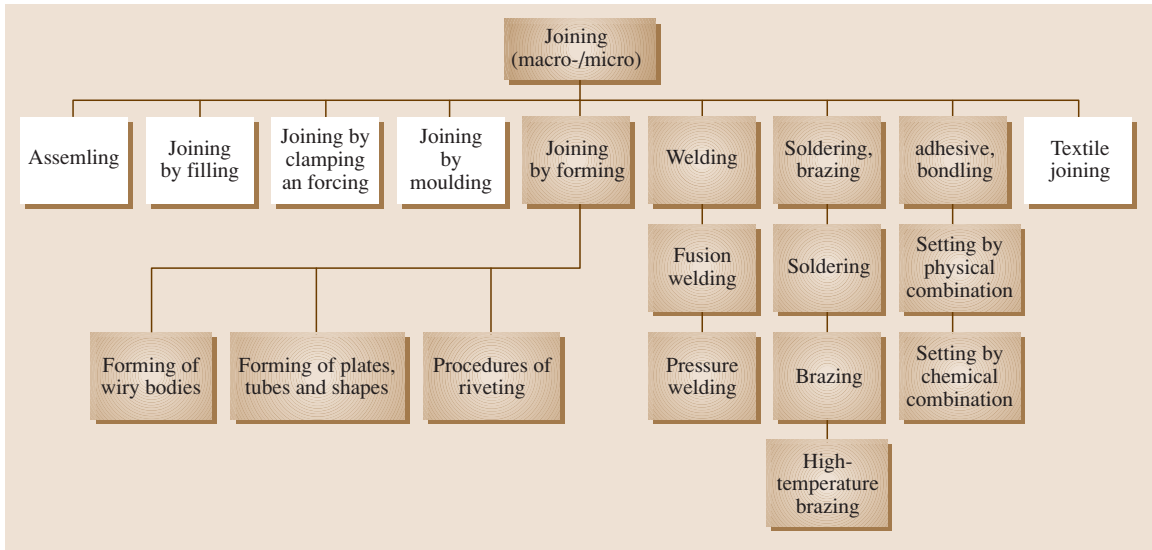 Joining
(macro-/micro)
Assemling
Joining
by filling
Joining by
clamping
an forcing
Joining
by
moulding
Joining
by forming
Welding
Soldering,
brazing
adhesive,
bondling
Textile
joining
Fusion
welding
Soldering
Setting by
physical
combination
Forming of
wiry bodies
Forming of plates,
tubes and shapes
Procedures of
riveting
Pressure
welding
Brazing
Setting by
chemical
combination
High-
temperature
brazing